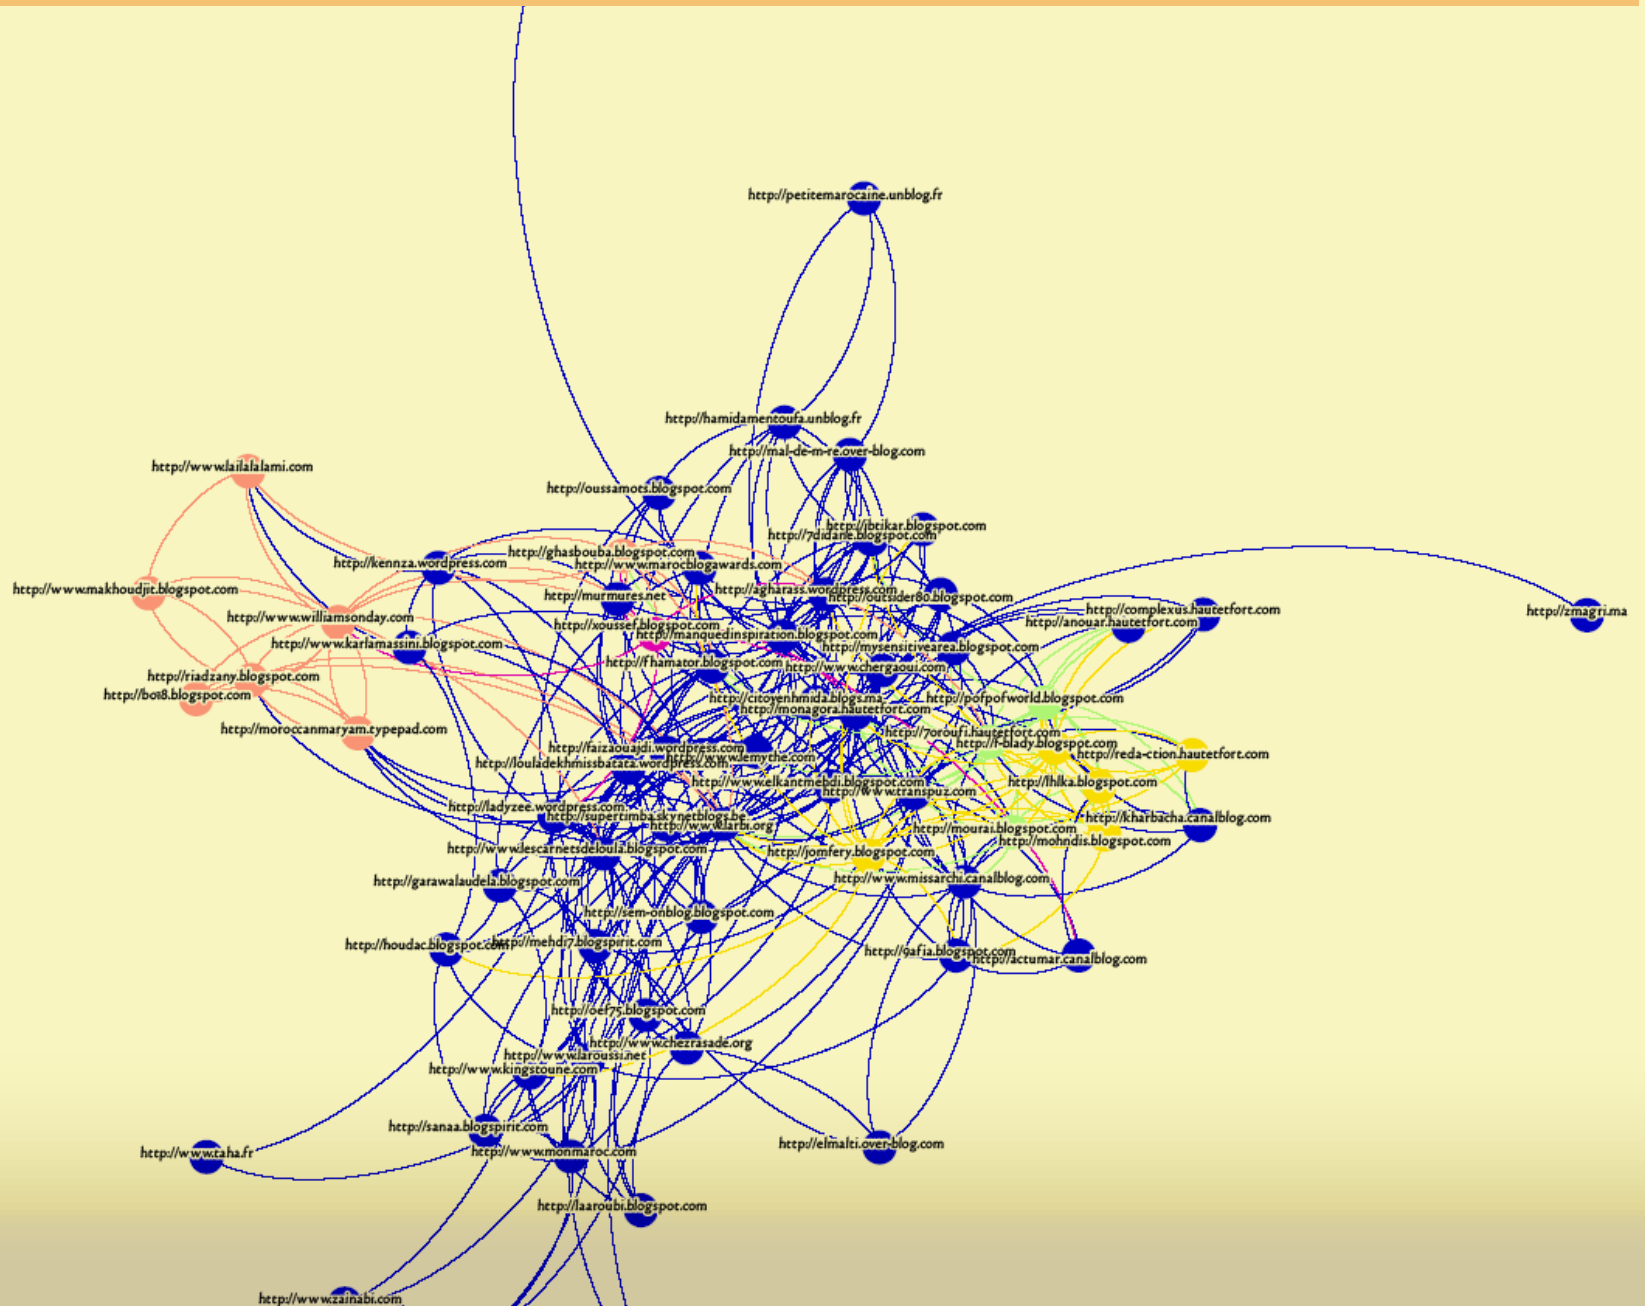 http://petitemarocaine.unblog.fr
http://hamidamentoufa.unblog.fr
http://mal-de-m-re.over-blog.com
http://www.lailalalami.com
http://oussamots.blogspot.com
http://jbtikar.blogspot.com
http://7didane.blogspot.com
http://ghasbouba.blogspot.com
http://kennza.wordpress.com
http://www.marocblogawards.com
http://www.makhoudjit.blogspot.com
http://agharass.wordpress.com
http://murmures.net
http://outsider80.blogspot.com
http://complexus.hautetfort.com
http://zmagri.ma
http://www.williamsonday.com
http://anouar.hautetfort.com
http://xoussef.blogspot.com
http://manquedinspiration.blogspot.com
http://www.karlamassini.blogspot.com
http://mysensitivearea.blogspot.com
http://fhamator.blogspot.com
http://www.chergaoui.com
http://riadzany.blogspot.com
http://bo18.blogspot.com
http://citoyenhmida.blogs.ma
http://pofpofworld.blogspot.com
http://monagora.hautetfort.com
http://moroccanmaryam.typepad.com
http://7oroufi.hautetfort.com
http://f-blady.blogspot.com
http://faizaouajdi.wordpress.com
http://www.lemythe.com
http://reda-ction.hautetfort.com
http://louladekhmissbatata.wordpress.com
http://www.elkantmehdi.blogspot.com
http://lhlka.blogspot.com
http://www.transpuz.com
http://ladyzee.wordpress.com
http://supertimba.skynetblogs.be
http://kharbacha.canalblog.com
http://www.larbi.org
http://mourai.blogspot.com
http://mohndis.blogspot.com
http://www.lescarnetsdeloula.blogspot.com
http://jomfery.blogspot.com
http://www.missarchi.canalblog.com
http://garawalaudela.blogspot.com
http://sem-onblog.blogspot.com
http://houdac.blogspot.com
http://mehdi7.blogspirit.com
http://9afia.blogspot.com
http://actumar.canalblog.com
http://oef75.blogspot.com
http://www.chezrasade.org
http://www.laroussi.net
http://www.kingstoune.com
http://sanaa.blogspirit.com
http://www.monmaroc.com
http://www.taha.fr
http://elmalti.over-blog.com
http://laaroubi.blogspot.com
http://www.zainabi.com